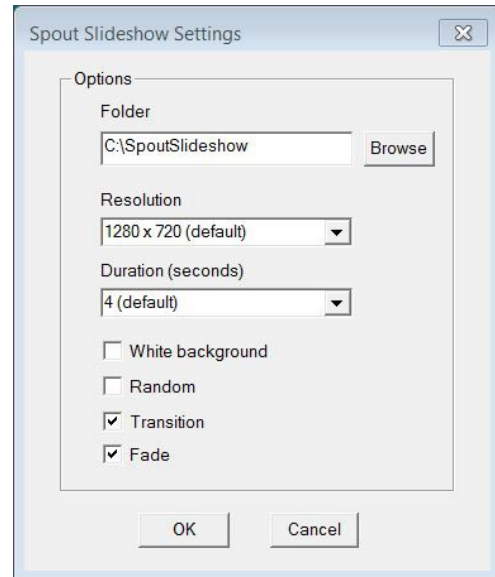 Spout Slideshow Settings
Options
Folder
C:\SpoutSlideshow
Browse
Resolution
1280 x 720 (default)
Duration (seconds)
4 (default)
White background
Random
Transition
Fade
OK
Cancel